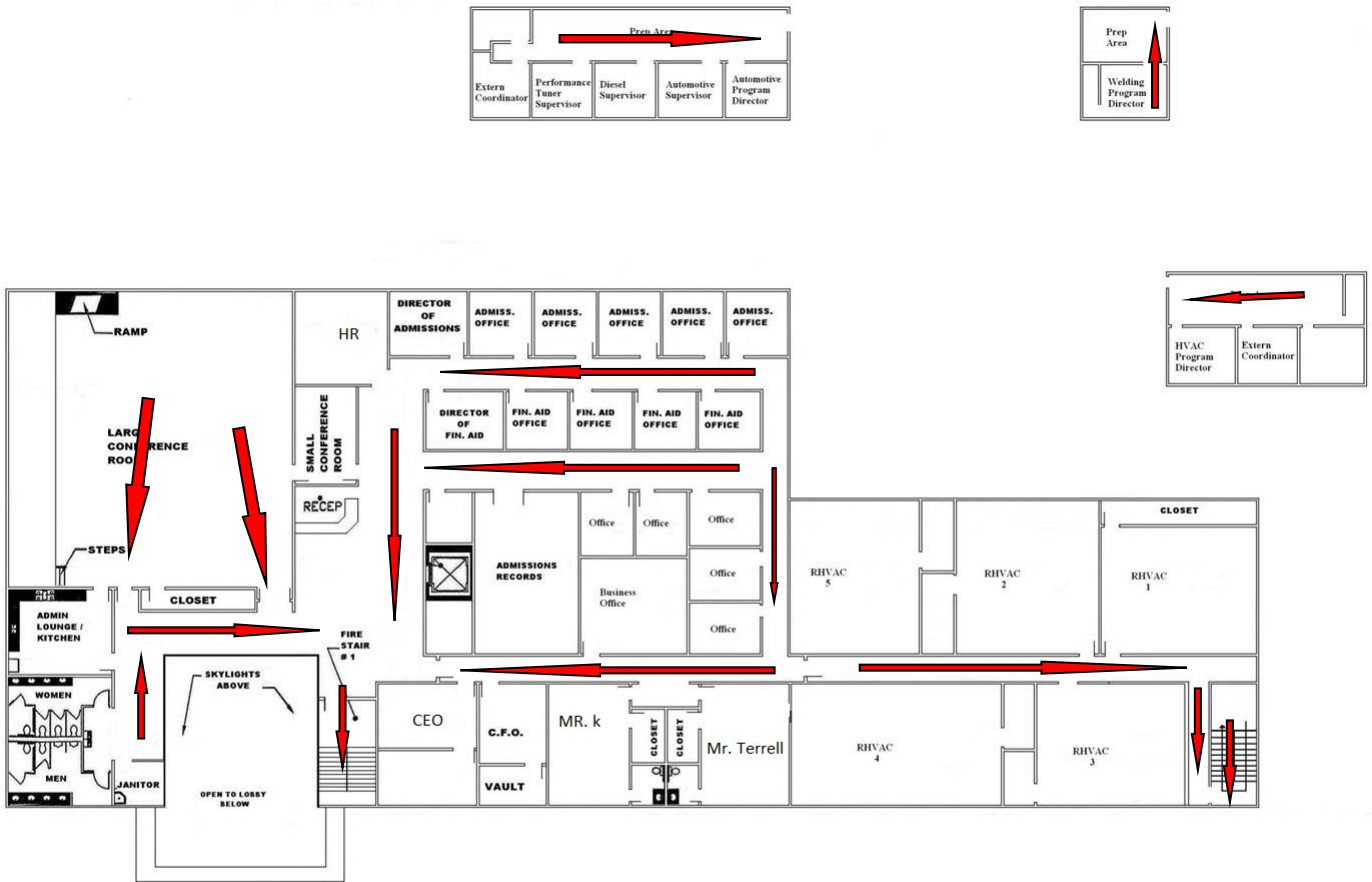 Prep Area
Extern
Coordinator
Performance
Tuner
Supervisor
Diesel
Supervisor
Automotive
Supervisor
Automotive
Program
Director
Prep
Area
Welding
Program
Director
HVAC
Program
Director
Extern
Coordinator
RAMP
HR
DIRECTOR
OF
ADMISSIONS
ADMISS.
OFFICE
ADMISS.
OFFICE
ADMISS.
OFFICE
ADMISS.
OFFICE
ADMISS.
OFFICE
LARGE
CONFERENCE
ROOM
SMALL
CONFERENCE
ROOM
DIRECTOR
OF
FIN. AID
FIN. AID
OFFICE
FIN. AID
OFFICE
FIN. AID
OFFICE
FIN. AID
OFFICE
RECEP
STEPS
CLOSET
ADMISSIONS
RECORDS
Office
Office
Office
Office
Office
Business
Office
RHVAC
5
RHVAC
2
CLOSET
RHVAC
1
ADMIN
LOUNGE /
KITCHEN
FIRE
STAIR
# 1
WOMEN
MEN
JANITOR
SKYLIGHTS
ABOVE
OPEN TO LOBBY
BELOW
CEO
C.F.O.
VAULT
MR. k
CLOSET
CLOSET
Mr. Terrell
RHVAC
4
RHVAC
3